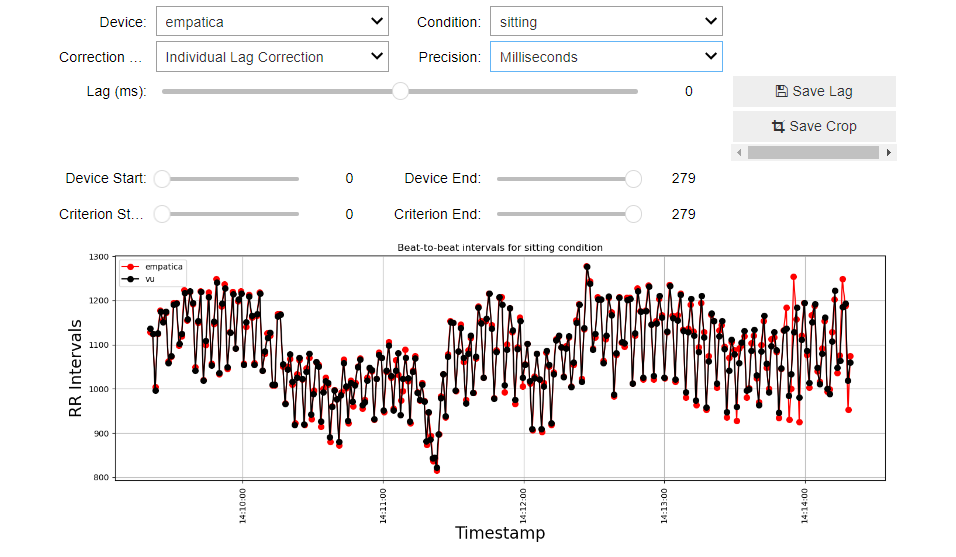 Device: empatica Condition: sitting
Correction ... Individual Lag Correction Precision: Milliseconds
Lag (ms): 0 Save Lag
Save Crop
Device Start: 0 Device End: 279
Criterion St... 0 Criterion End: 279
Beat-to-beat intervals for sitting condition
empatica
vu
1300
1200
1100
1000
900
800
RR Intervals
14:10:00 14:11:00 14:12:00 14:13:00 14:14:00
Timestamp